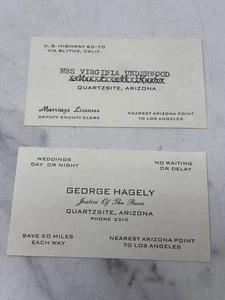 U. S. HIGHWAY 60-70
VIA BLYTHE, CALIF.
MRS VIRGINIA UNDERWOOD
QUARTZSITE, ARIZONA
Marriage Licenses
DEPUTY COUNTY CLERK
NEAREST ARIZONA POINT
TO LOS ANGELES
WEDDINGS
DAY OR NIGHT
NO WAITING
OR DELAY
GEORGE HAGELY
Justice Of The Peace
QUARTZSITE, ARIZONA
PHONE 2210
SAVE 50 MILES
EACH WAY
NEAREST ARIZONA POINT
TO LOS ANGELES